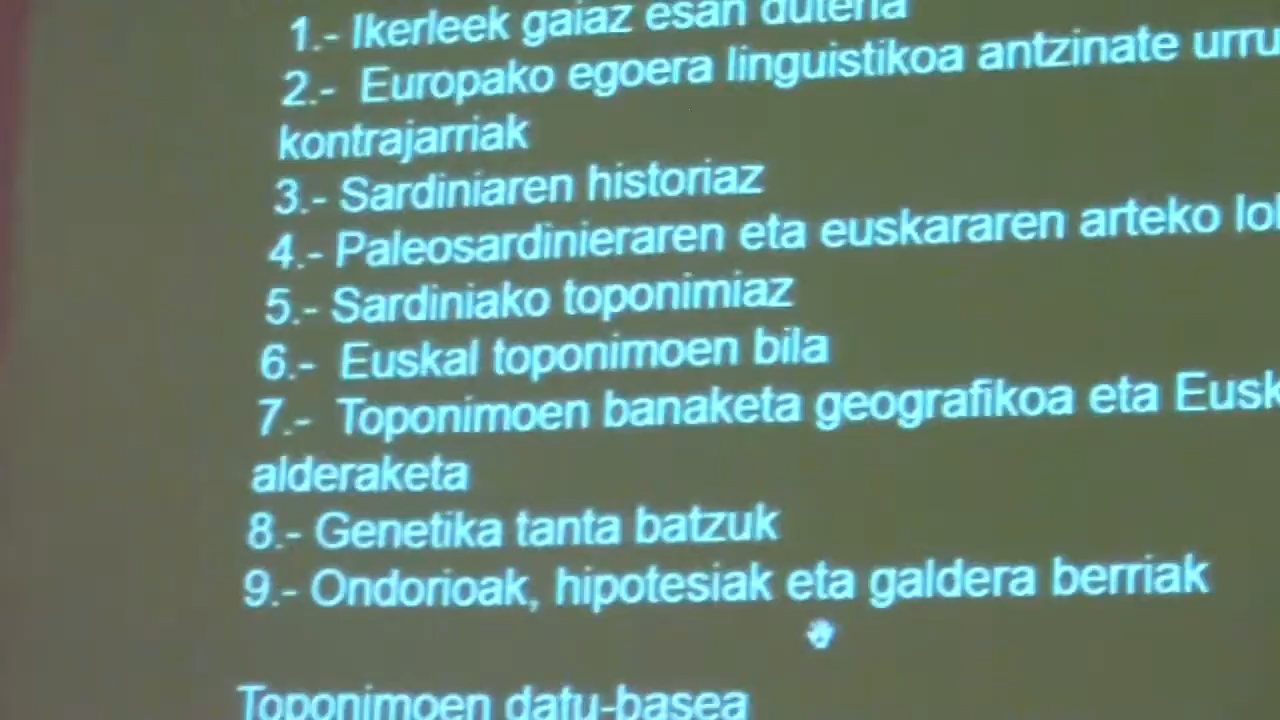 1.- Ikerleek gaiaz esan dutena
2.- Europako egoera linguistikoa antzinate
kontrajarriak
3.- Sardiniaren historiaz
4.- Paleosardinieraren eta euskararen arteko
5.- Sardiniako toponimiaz
6.- Euskal toponimoen bila
7.- Toponimoen banaketa geografikoa eta
alderaketa
8.- Genetika tanta batzuk
9.- Ondorioak, hipotesiak eta galdera berriak
Toponimoen datu-basea